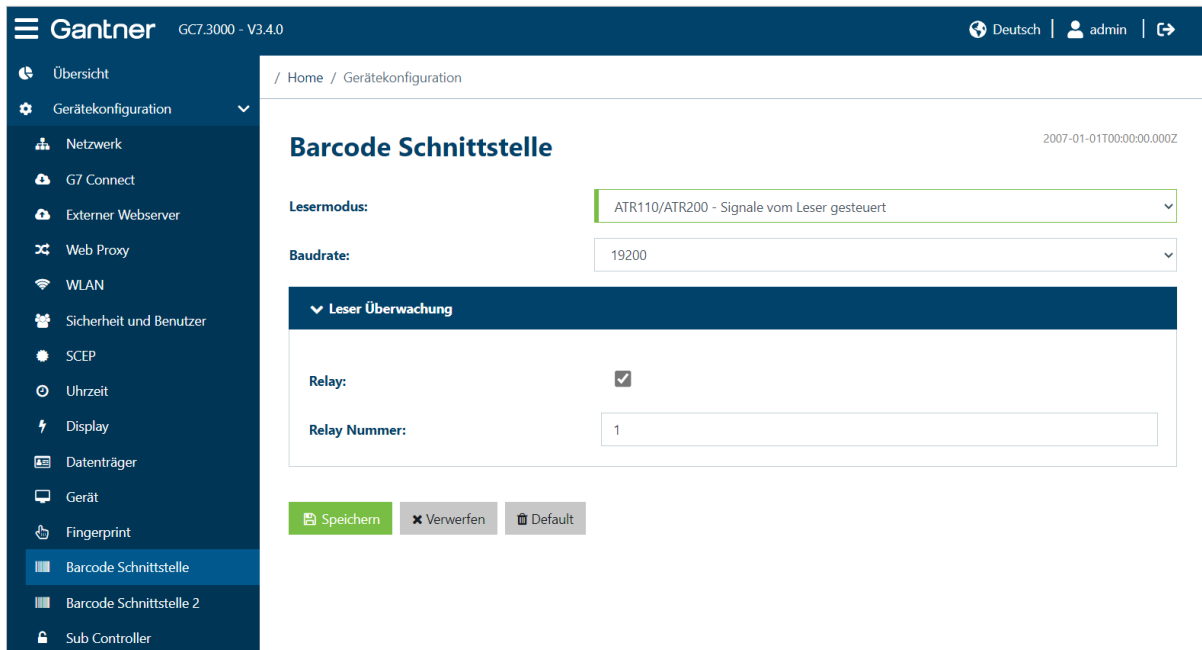 Gantner GC7.3000 - V3.4.0 Deutsch admin
Übersicht
Gerätekonfiguration
Netzwerk
G7 Connect
Externer Webserver
Web Proxy
WLAN
Sicherheit und Benutzer
SCEP
Uhrzeit
Display
Datenträger
Gerät
Fingerprint
Barcode Schnittstelle
Barcode Schnittstelle 2
Sub Controller
/ Home / Gerätekonfiguration
Barcode Schnittstelle
2007-01-01T00:00:00.000Z
Lesermodus: ATR110/ATR200 - Signale vom Leser gesteuert
Baudrate: 19200
Leser Überwachung
Relay:
Relay Nummer: 1
Speichern Verwerfen Default